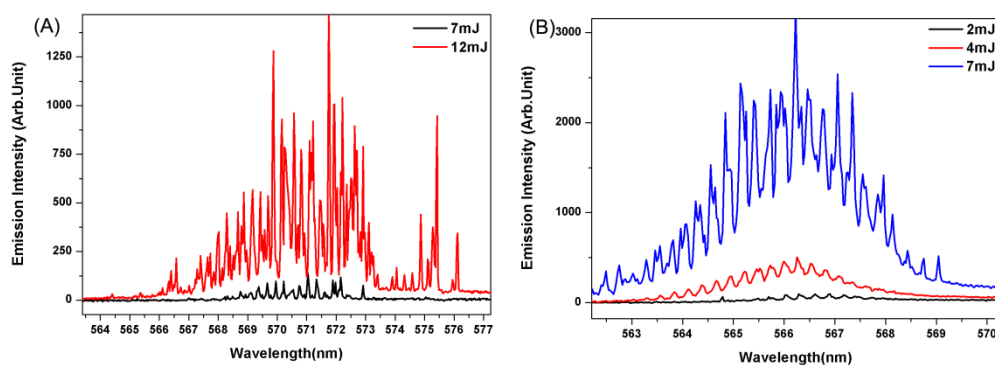 (A)
7mJ
12mJ
1250
1000
750
500
250
0
Emission Intensity (Arb.Unit)
564 565 566 567 568 569 570 571 572 573 574 575 576 577
Wavelength(nm)
(B)
2mJ
4mJ
7mJ
3000
2000
1000
0
Emission Intensity (Arb.Unit)
563 564 565 566 567 568 569 570
Wavelength(nm)